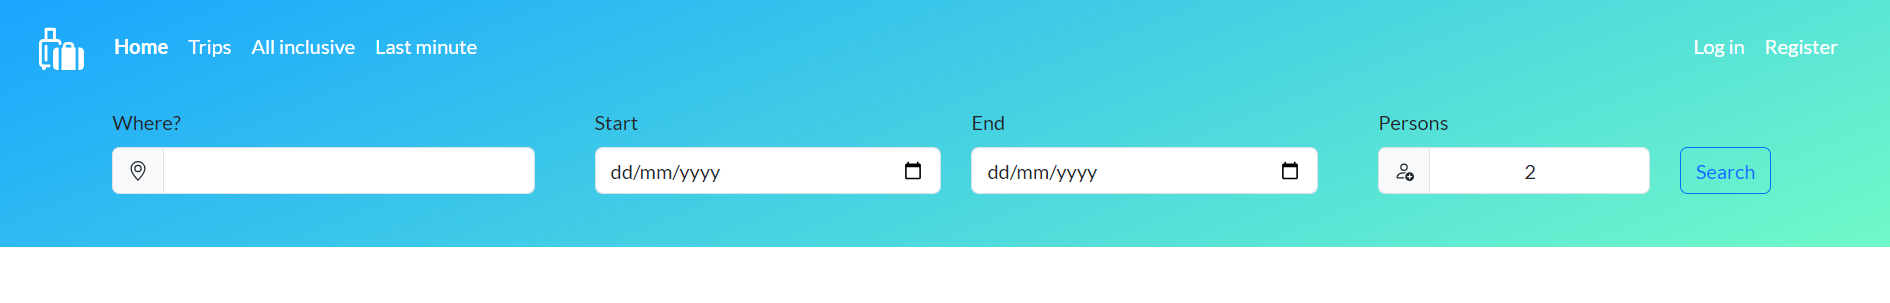 Home Trips All inclusive Last minute Log in Register
Where? Start End Persons
dd/mm/yyyy dd/mm/yyyy 2 Search